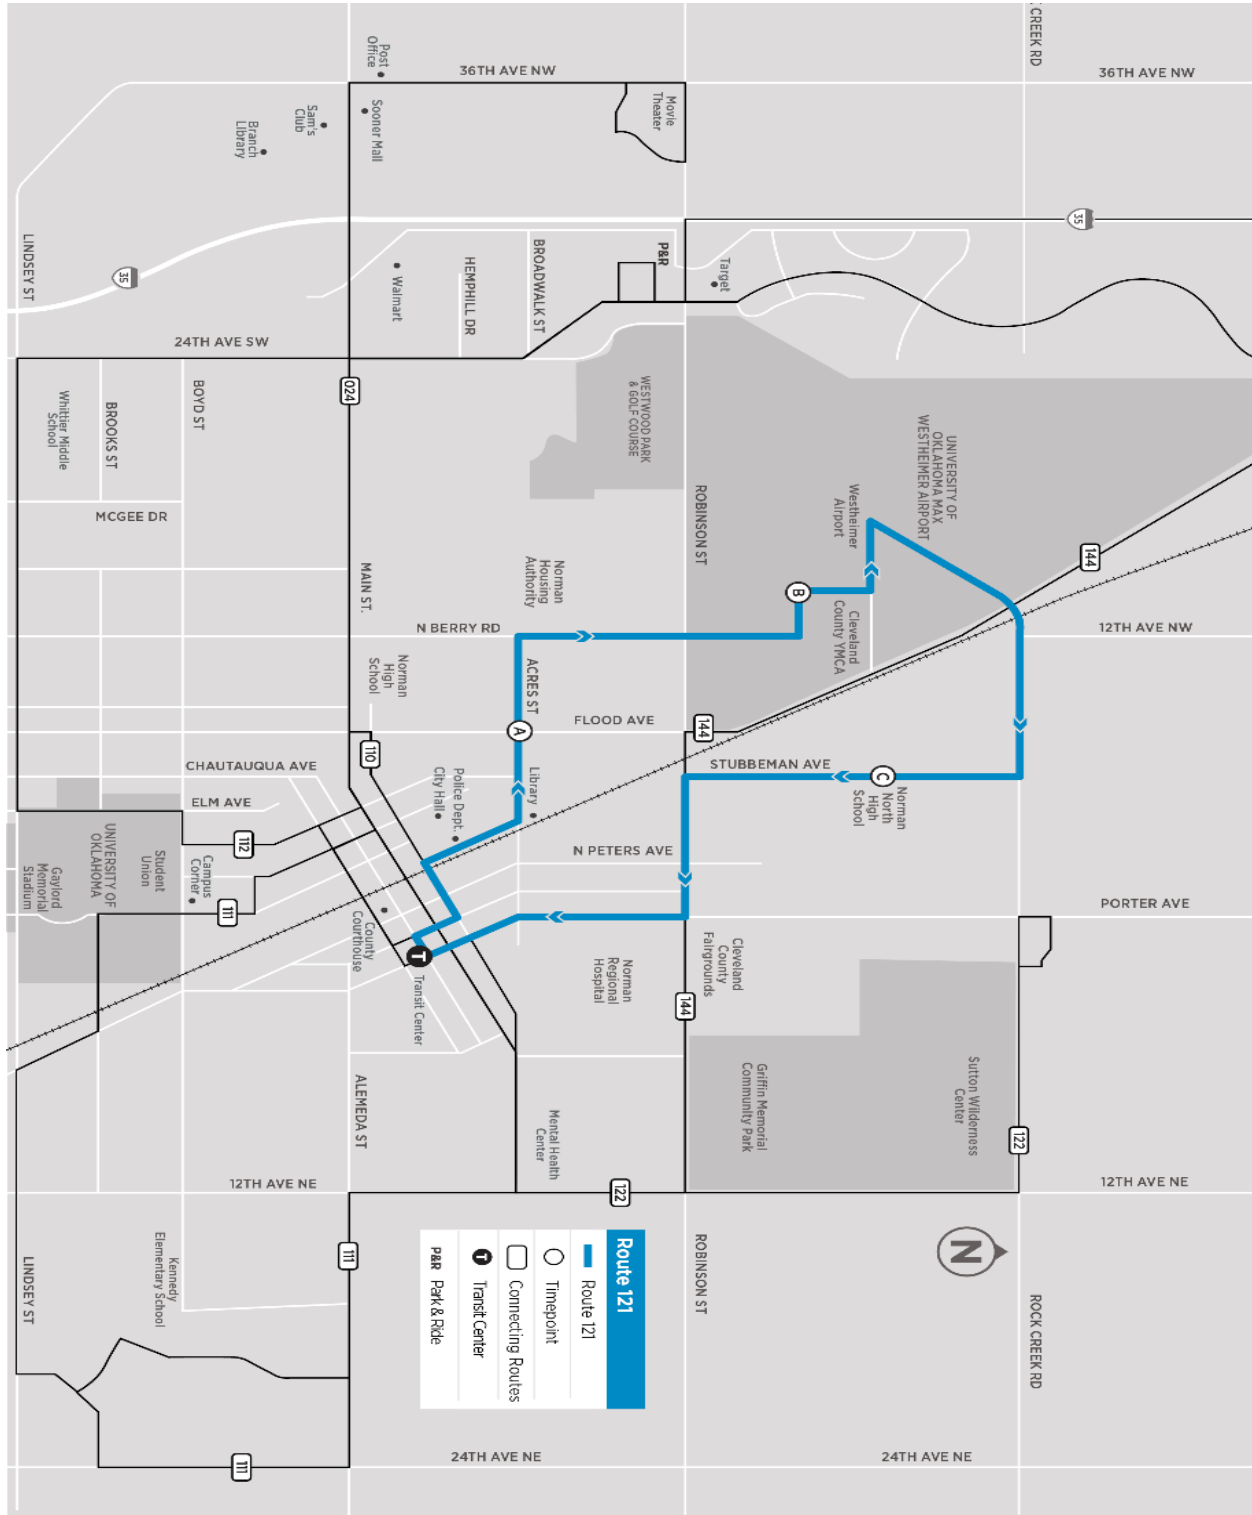 CREEK RD
36TH AVE NW
36TH AVE NW
Post
Office
Sooner Mall
Sam's
Club
Branch
Library
Movie
Theater
35
35
LINDSEY ST
P&R
Target
BROADWALK ST
HEMPHILL DR
Walmart
24TH AVE SW
024
WESTWOOD PARK
& GOLF COURSE
BOYD ST
BROOKS ST
Whittier Middle
School
MCGEE DR
UNIVERSITY OF
OKLAHOMA MAX
WESTHEIMER AIRPORT
Westheimer
Airport
ROBINSON ST
144
Norman
Housing
Authority
MAIN ST.
B
Cleveland
County YMCA
N BERRY RD
12TH AVE NW
Norman
High
School
ACRES ST
A
FLOOD AVE
144
110
STUBBEMAN AVE
C
Norman
North
High
School
CHAUTAUQUA AVE
ELM AVE
Library
Police Dept.
City Hall
112
N PETERS AVE
UNIVERSITY OF
OKLAHOMA
Student
Union
Campus
Corner
Gaylord
Memorial
Stadium
111
County
Courthouse
PORTER AVE
T
Transit Center
Norman
Regional
Hospital
Cleveland
County
Fairgrounds
144
Griffin Memorial
Community Park
Sutton Wilderness
Center
ALEMEDA ST
Mental Health
Center
122
12TH AVE NE
122
12TH AVE NE
111
Kennedy
Elementary School
LINDSEY ST
N
ROBINSON ST
ROCK CREEK RD
Route 121
Route 121
Timepoint
Connecting Routes
T Transit Center
P&R Park & Ride
111
24TH AVE NE
24TH AVE NE